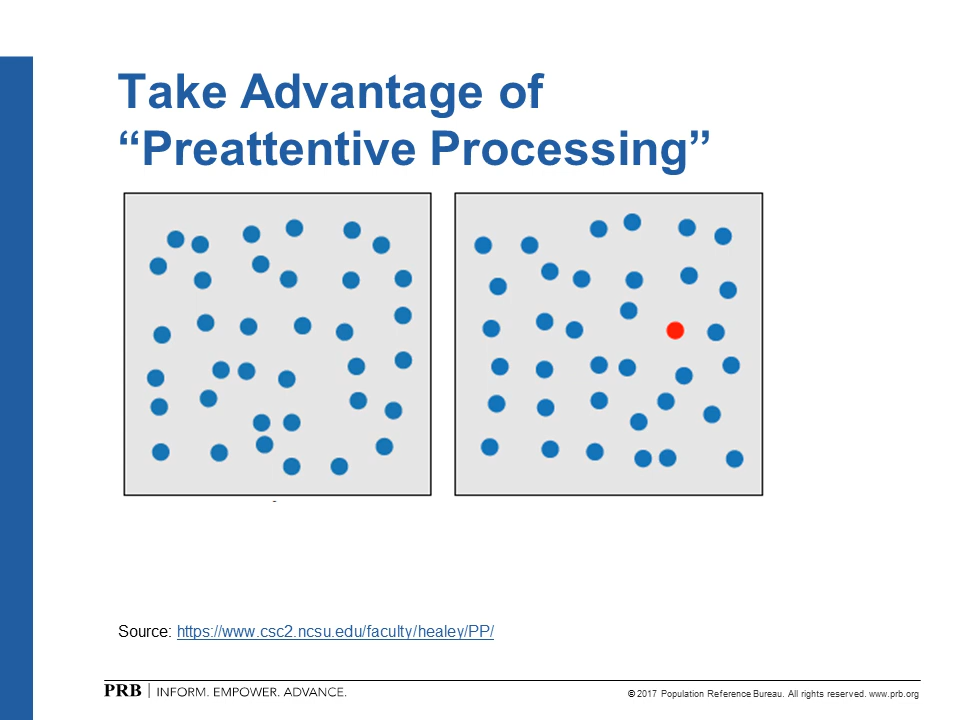 Take Advantage of
“Preattentive Processing”
Source: https://www.csc2.ncsu.edu/faculty/healey/PP/
PRB | INFORM. EMPOWER. ADVANCE.
© 2017 Population Reference Bureau. All rights reserved. www.prb.org